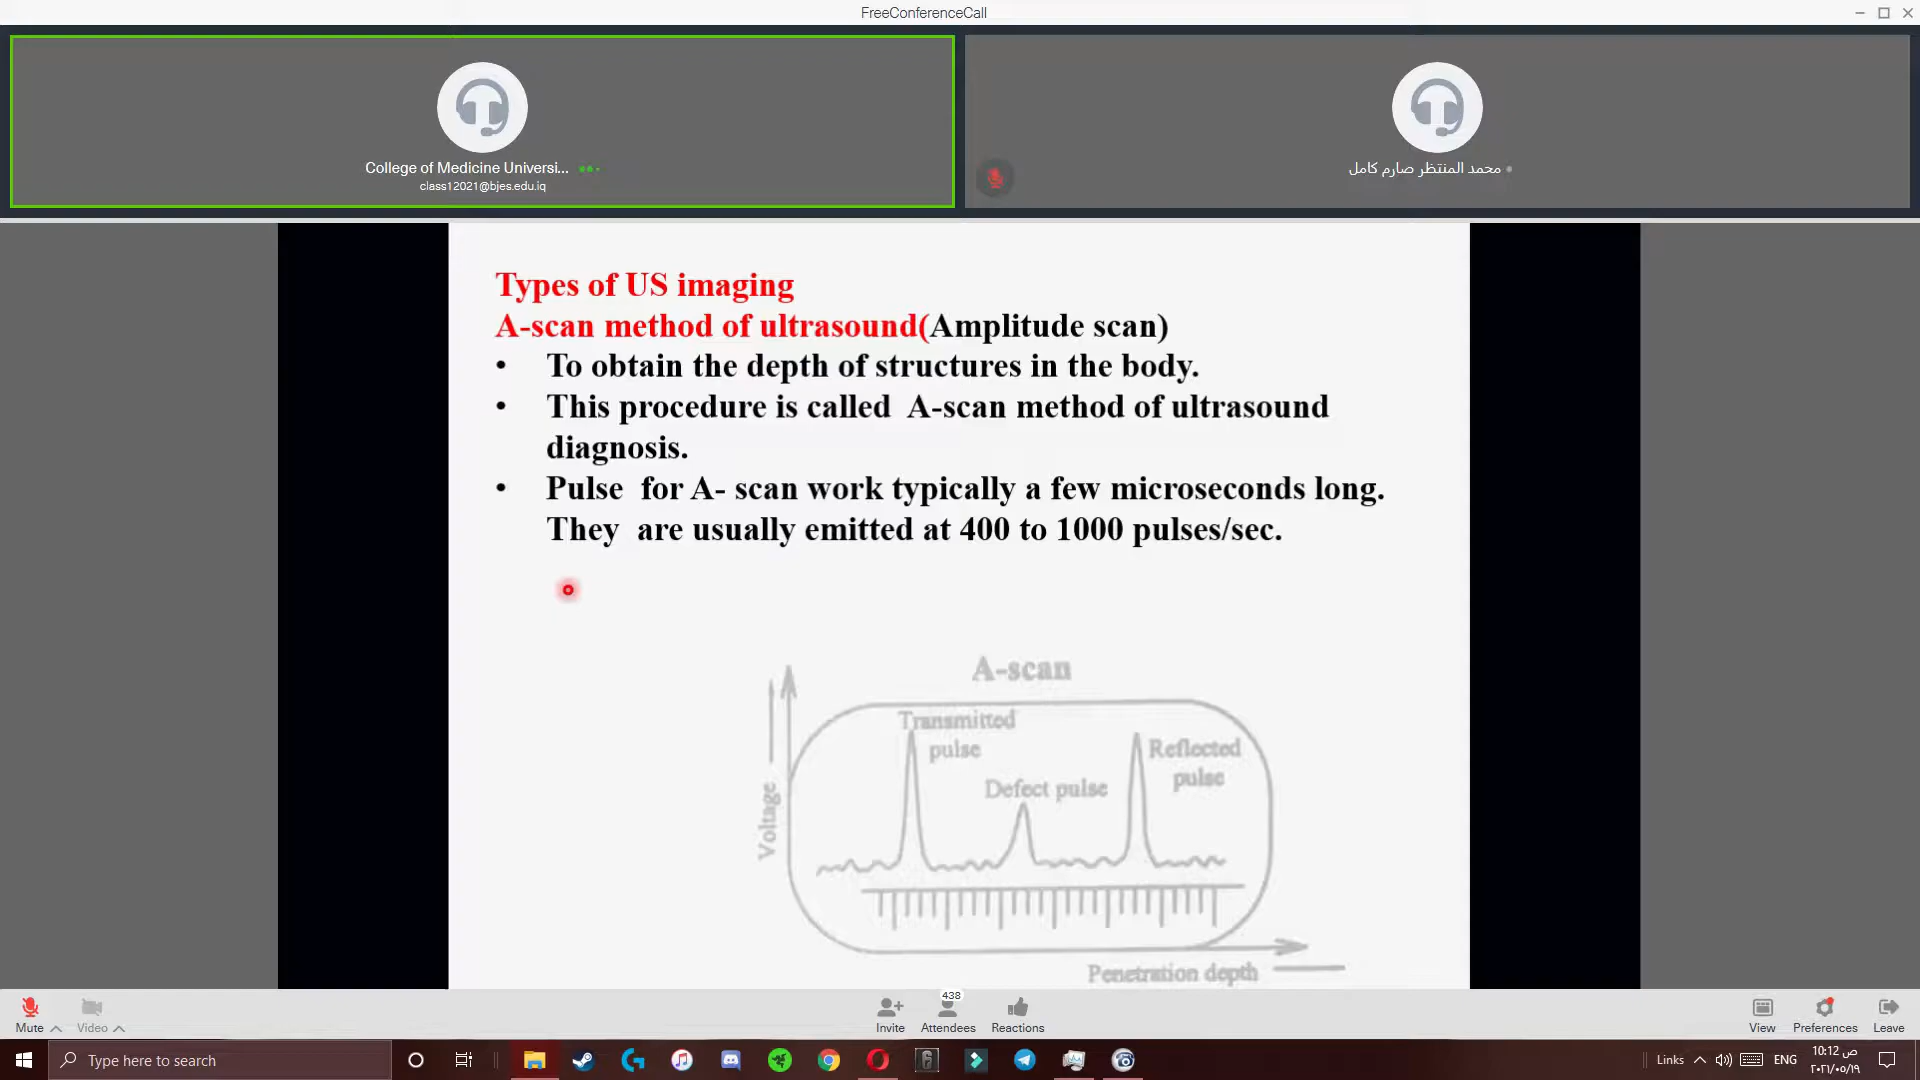 FreeConferenceCall
College of Medicine Universi...
class12021@bjes.edu.iq
محمد المنتظر صارم كامل
Types of US imaging
A-scan method of ultrasound(Amplitude scan)
• To obtain the depth of structures in the body.
• This procedure is called A-scan method of ultrasound
diagnosis.
• Pulse for A- scan work typically a few microseconds long.
They are usually emitted at 400 to 1000 pulses/sec.
A-scan
Transmitted
pulse
Reflected
pulse
Defect pulse
Voltage
Penetration depth
Mute
Video
Invite
438
Attendees
Reactions
View
Preferences
Leave
Type here to search
Links
ENG
10:12 ص
٢٠٢١/٠٥/١٩